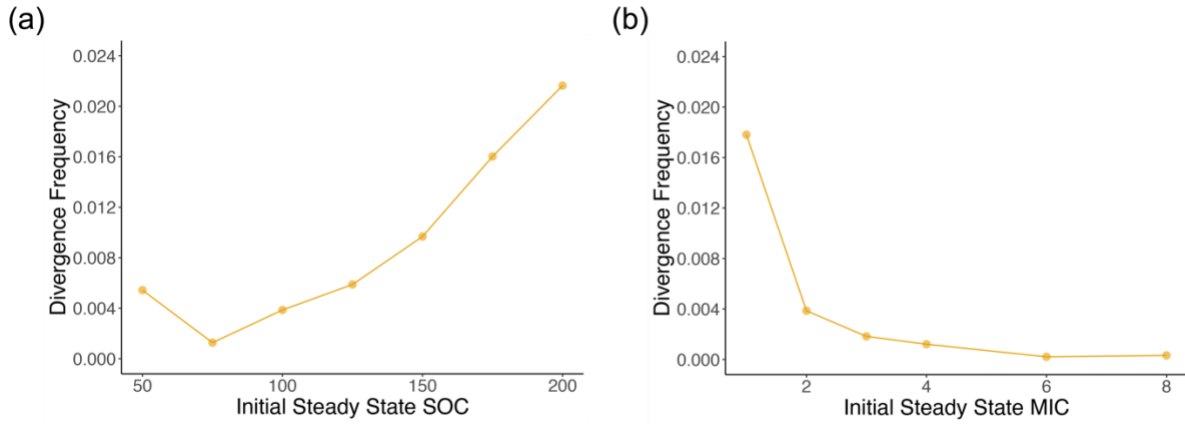 (a)
Divergence Frequency
0.024
0.020
0.016
0.012
0.008
0.004
0.000
50 100 150 200
Initial Steady State SOC
(b)
Divergence Frequency
0.024
0.020
0.016
0.012
0.008
0.004
0.000
2 4 6 8
Initial Steady State MIC